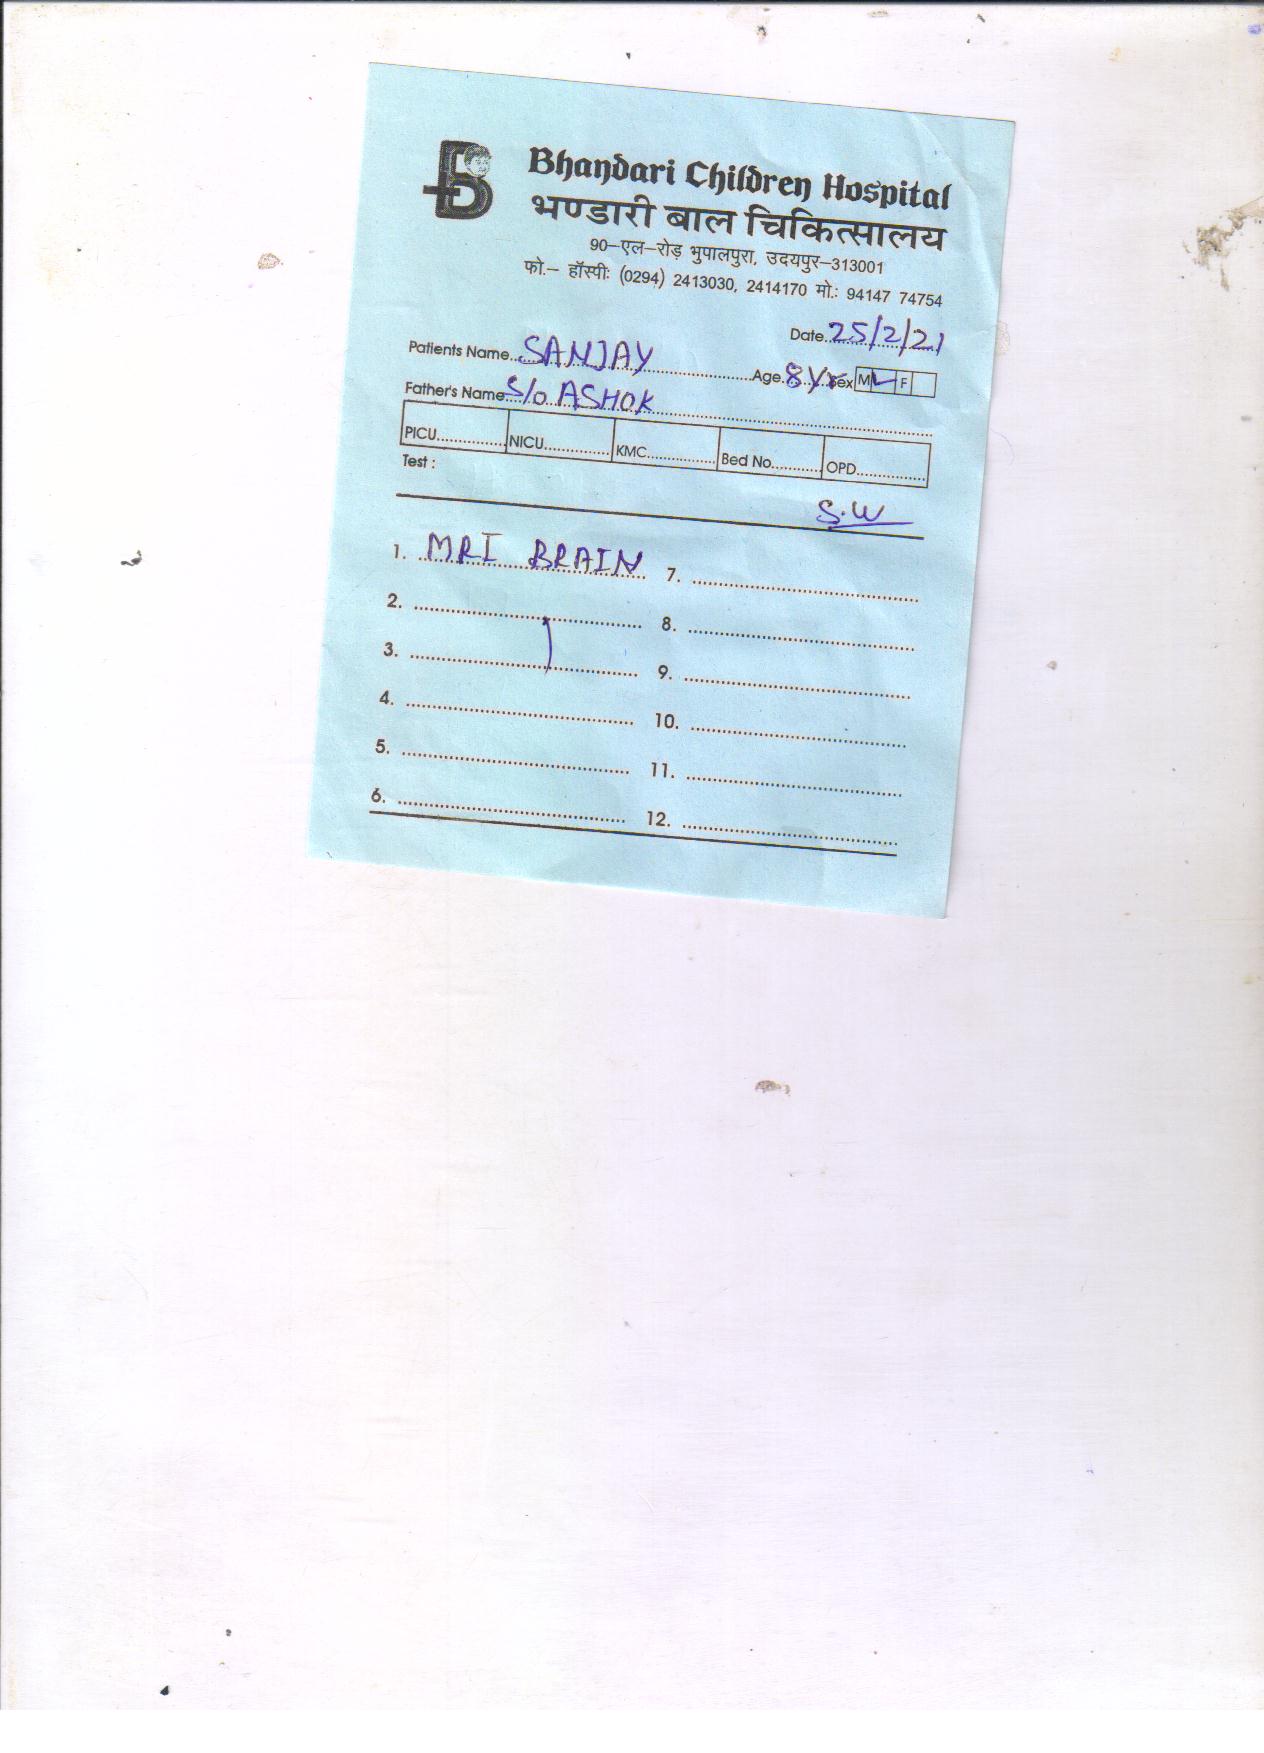 Bhandari Children Hospital
भण्डारी बाल चिकित्सालय
90–एल–रोड़ भुपालपुरा, उदयपुर–313001
फो.– हॉस्पी: (0294) 2413030, 2414170 मो.: 94147 74754
Date 25/2/21
Patients Name SANJAY Age 8Yr Sex M F
Father's Name S/o ASHOK
PICU NICU KMC Bed No. OPD
Test :
S.W
1. MRI BRAIN 7.
2. 8.
3. 9.
4. 10.
5. 11.
6. 12.